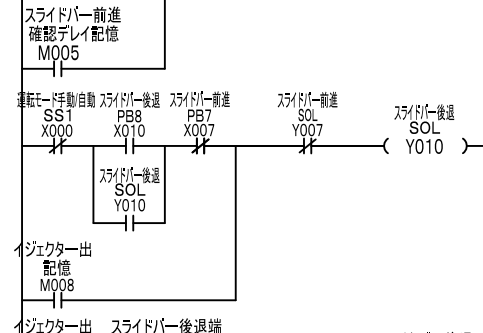 スライドバー前進
確認デレイ記憶
M005
運転モード手動/自動 スライドバー後退 スライドバー前進 スライドバー前進
SS1 PB8 PB7 SOL
X000 X010 X007 Y007
スライドバー後退
SOL
Y010
スライドバー後退
SOL
Y010
イジェクター出
記憶
M008
イジェクター出 スライドバー後退端